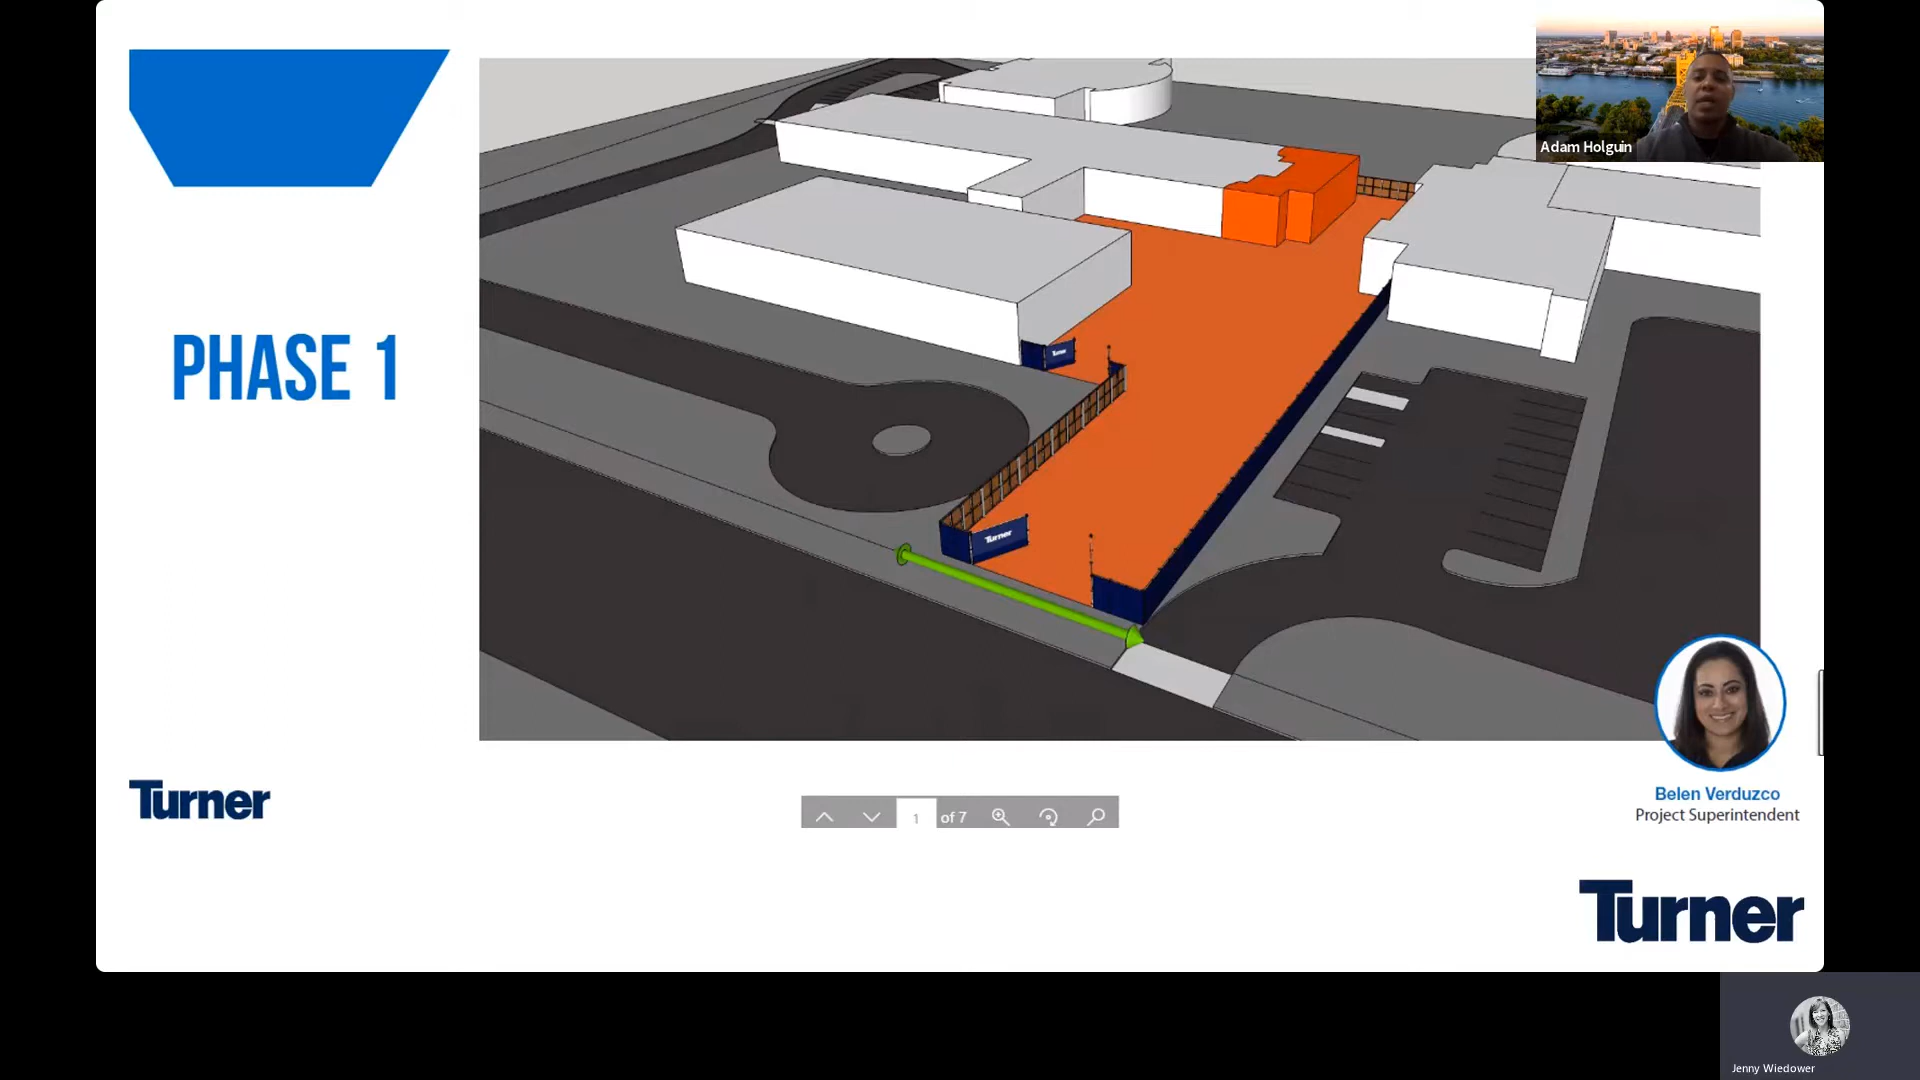 Adam Holguin
PHASE 1
Turner
Turner
Turner
1 of 7
Belen Verduzco
Project Superintendent
Turner
Jenny Wiedower